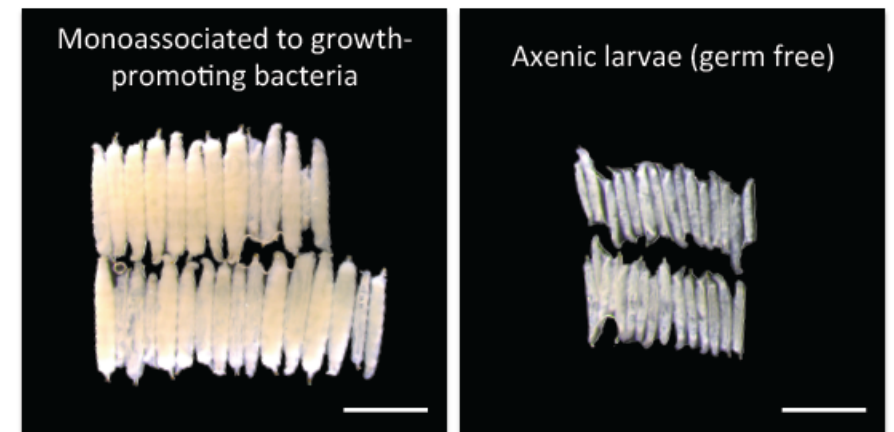 Monoassociated to growth-
promoting bacteria
Axenic larvae (germ free)